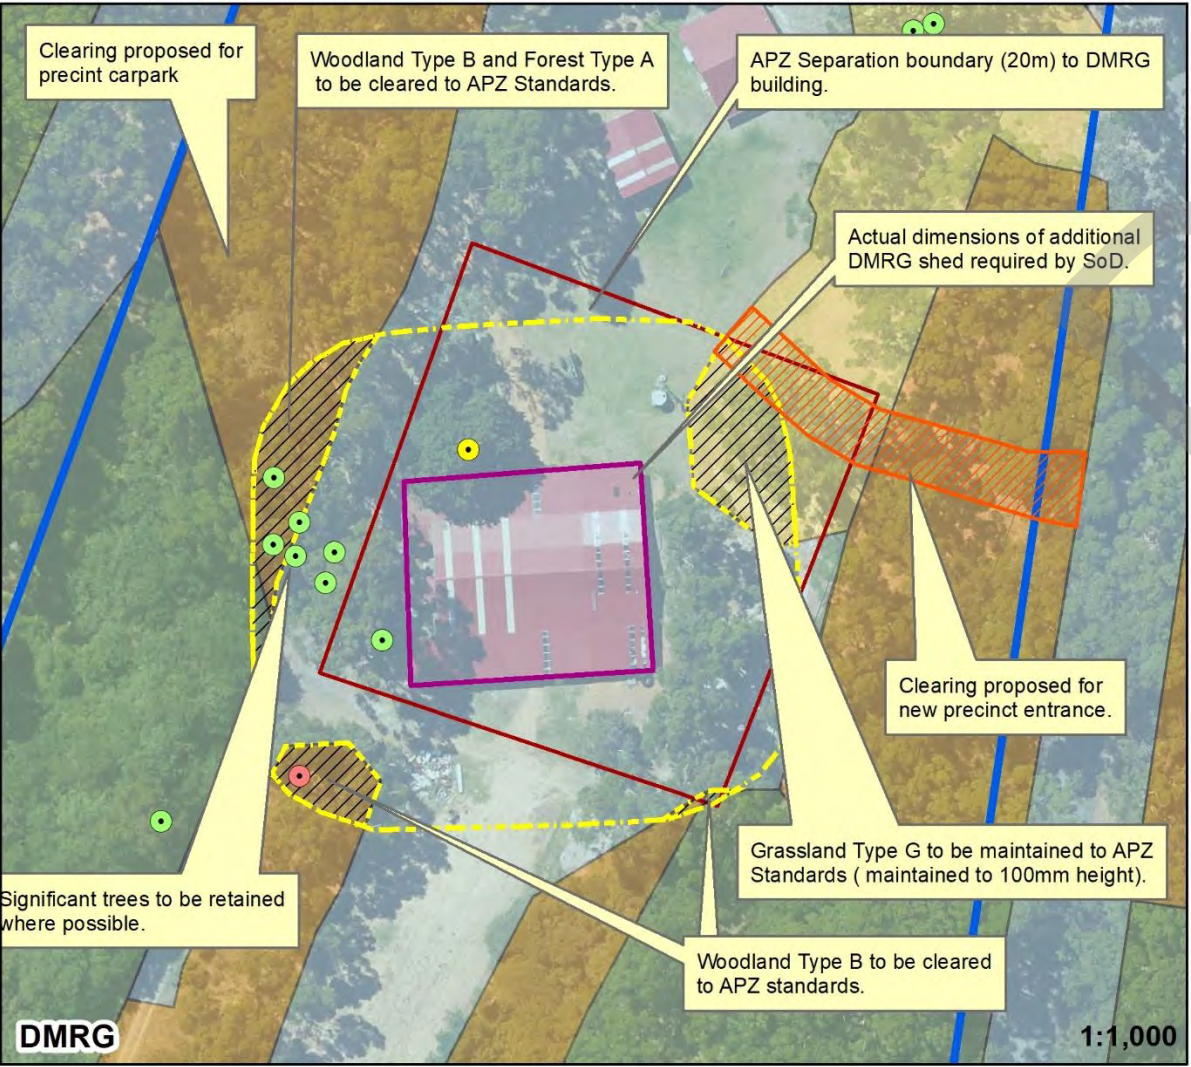 Clearing proposed for
precint carpark
Woodland Type B and Forest Type A
to be cleared to APZ Standards.
APZ Separation boundary (20m) to DMRG
building.
Actual dimensions of additional
DMRG shed required by SoD.
Clearing proposed for
new precinct entrance.
Grassland Type G to be maintained to APZ
Standards ( maintained to 100mm height).
Significant trees to be retained
where possible.
Woodland Type B to be cleared
to APZ standards.
DMRG
1:1,000